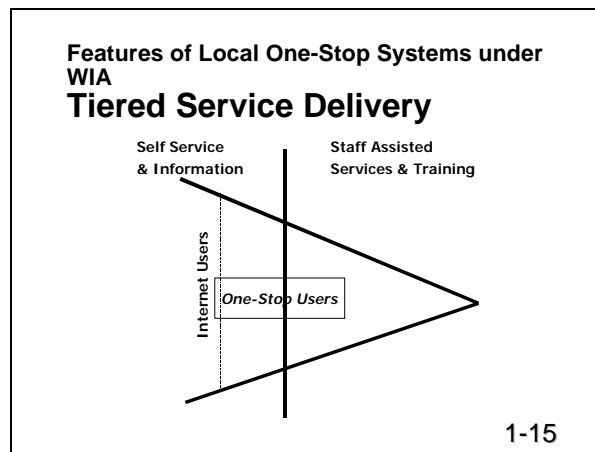 Features of Local One-Stop Systems under
WIA
Tiered Service Delivery
Self Service
& Information
Staff Assisted
Services & Training
Internet Users
One-Stop Users
1-15